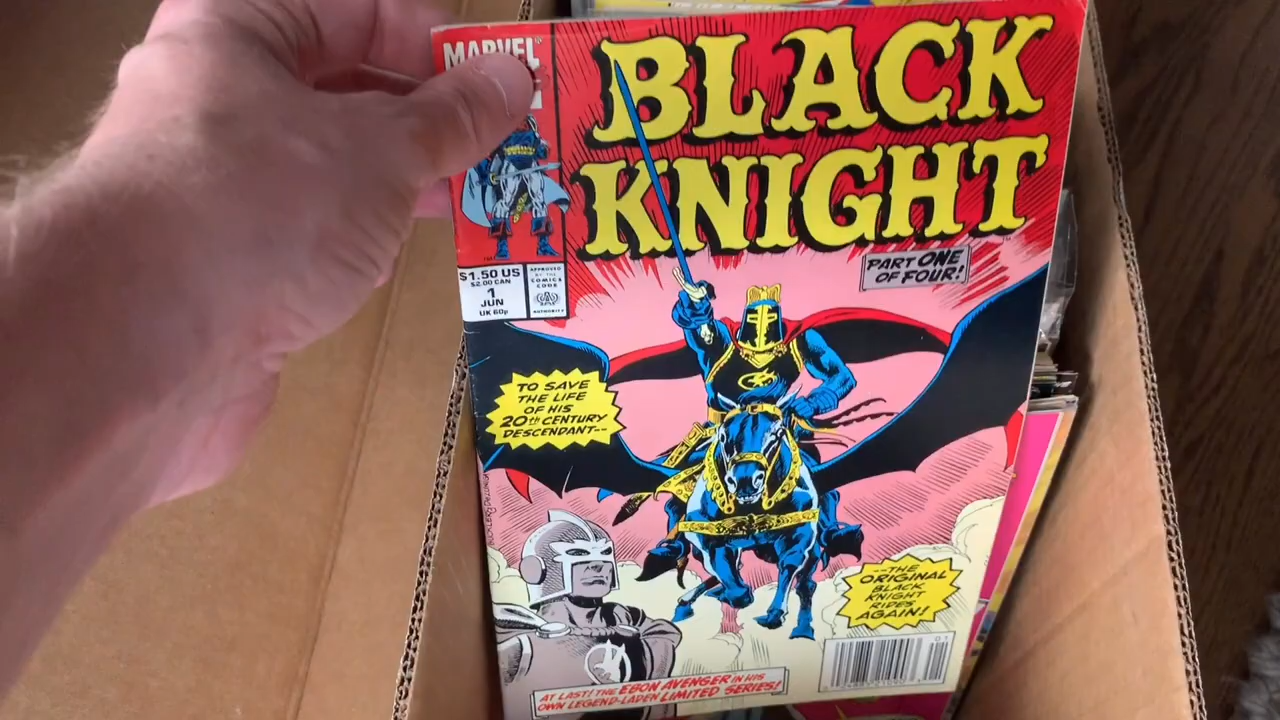 MARVEL
BLACK
KNIGHT
PART ONE
OF FOUR!
$1.50 US
$2.00 CAN
1
JUN
UK 60p
APPROVED
BY THE
COMICS
CODE
AUTHORITY
TO SAVE
THE LIFE
OF HIS
20th CENTURY
DESCENDANT--
--THE
ORIGINAL
BLACK
KNIGHT
RIDES
AGAIN!
01
AT LAST! THE EBON AVENGER IN HIS
OWN LEGEND-LADEN LIMITED SERIES!